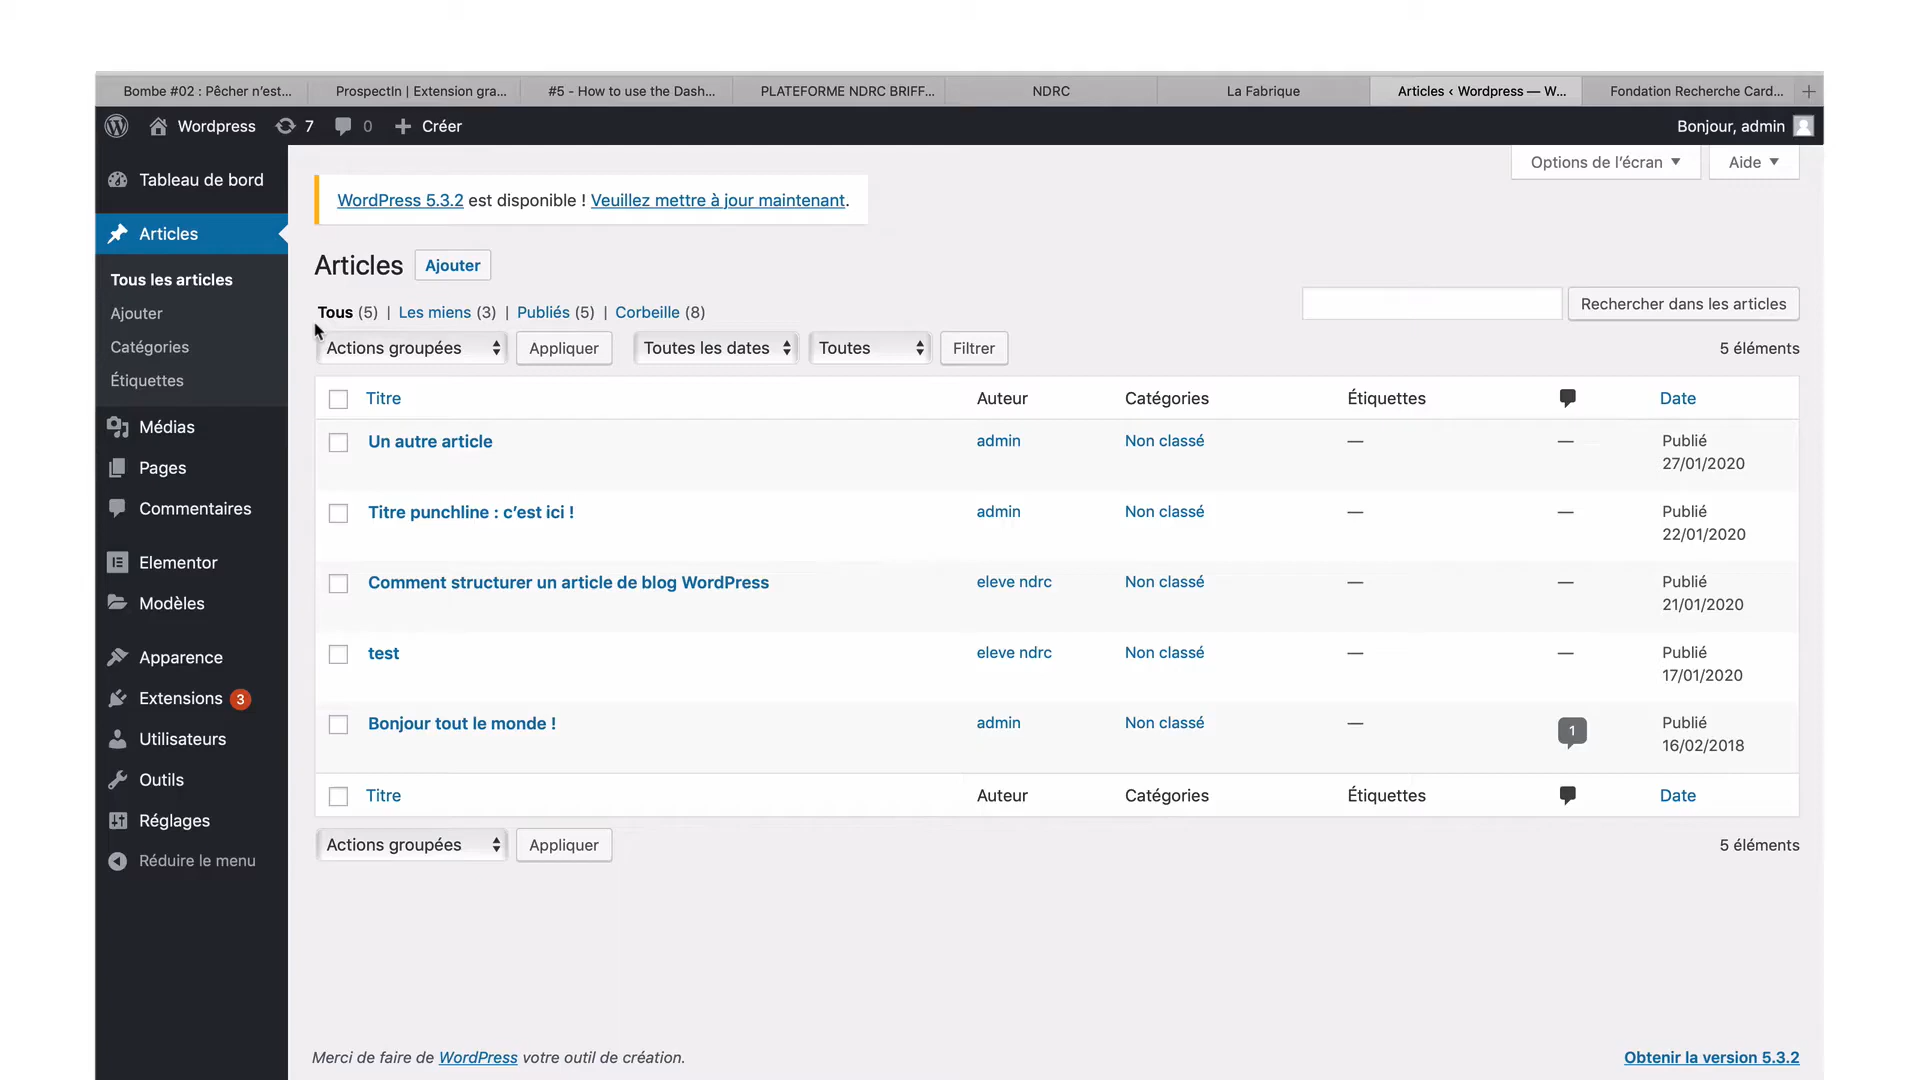 Bombe #02 : Pêcher n'est... ProspectIn | Extension gra... #5 - How to use the Dash... PLATEFORME NDRC BRIFF... NDRC La Fabrique Articles ‹ Wordpress — W... Fondation Recherche Card...
Wordpress 7 0 + Créer Bonjour, admin
Options de l'écran Aide
Tableau de bord
Articles
Tous les articles
Ajouter
Catégories
Étiquettes
Médias
Pages
Commentaires
Elementor
Modèles
Apparence
Extensions 3
Utilisateurs
Outils
Réglages
Réduire le menu
WordPress 5.3.2 est disponible ! Veuillez mettre à jour maintenant.
Articles Ajouter
Tous (5) | Les miens (3) | Publiés (5) | Corbeille (8)
Rechercher dans les articles
Actions groupées Appliquer Toutes les dates Toutes Filtrer 5 éléments
Titre Auteur Catégories Étiquettes Date
Un autre article admin Non classé — — Publié
27/01/2020
Titre punchline : c'est ici ! admin Non classé — — Publié
22/01/2020
Comment structurer un article de blog WordPress eleve ndrc Non classé — — Publié
21/01/2020
test eleve ndrc Non classé — — Publié
17/01/2020
Bonjour tout le monde ! admin Non classé — 1 Publié
16/02/2018
Titre Auteur Catégories Étiquettes Date
Actions groupées Appliquer 5 éléments
Merci de faire de WordPress votre outil de création. Obtenir la version 5.3.2